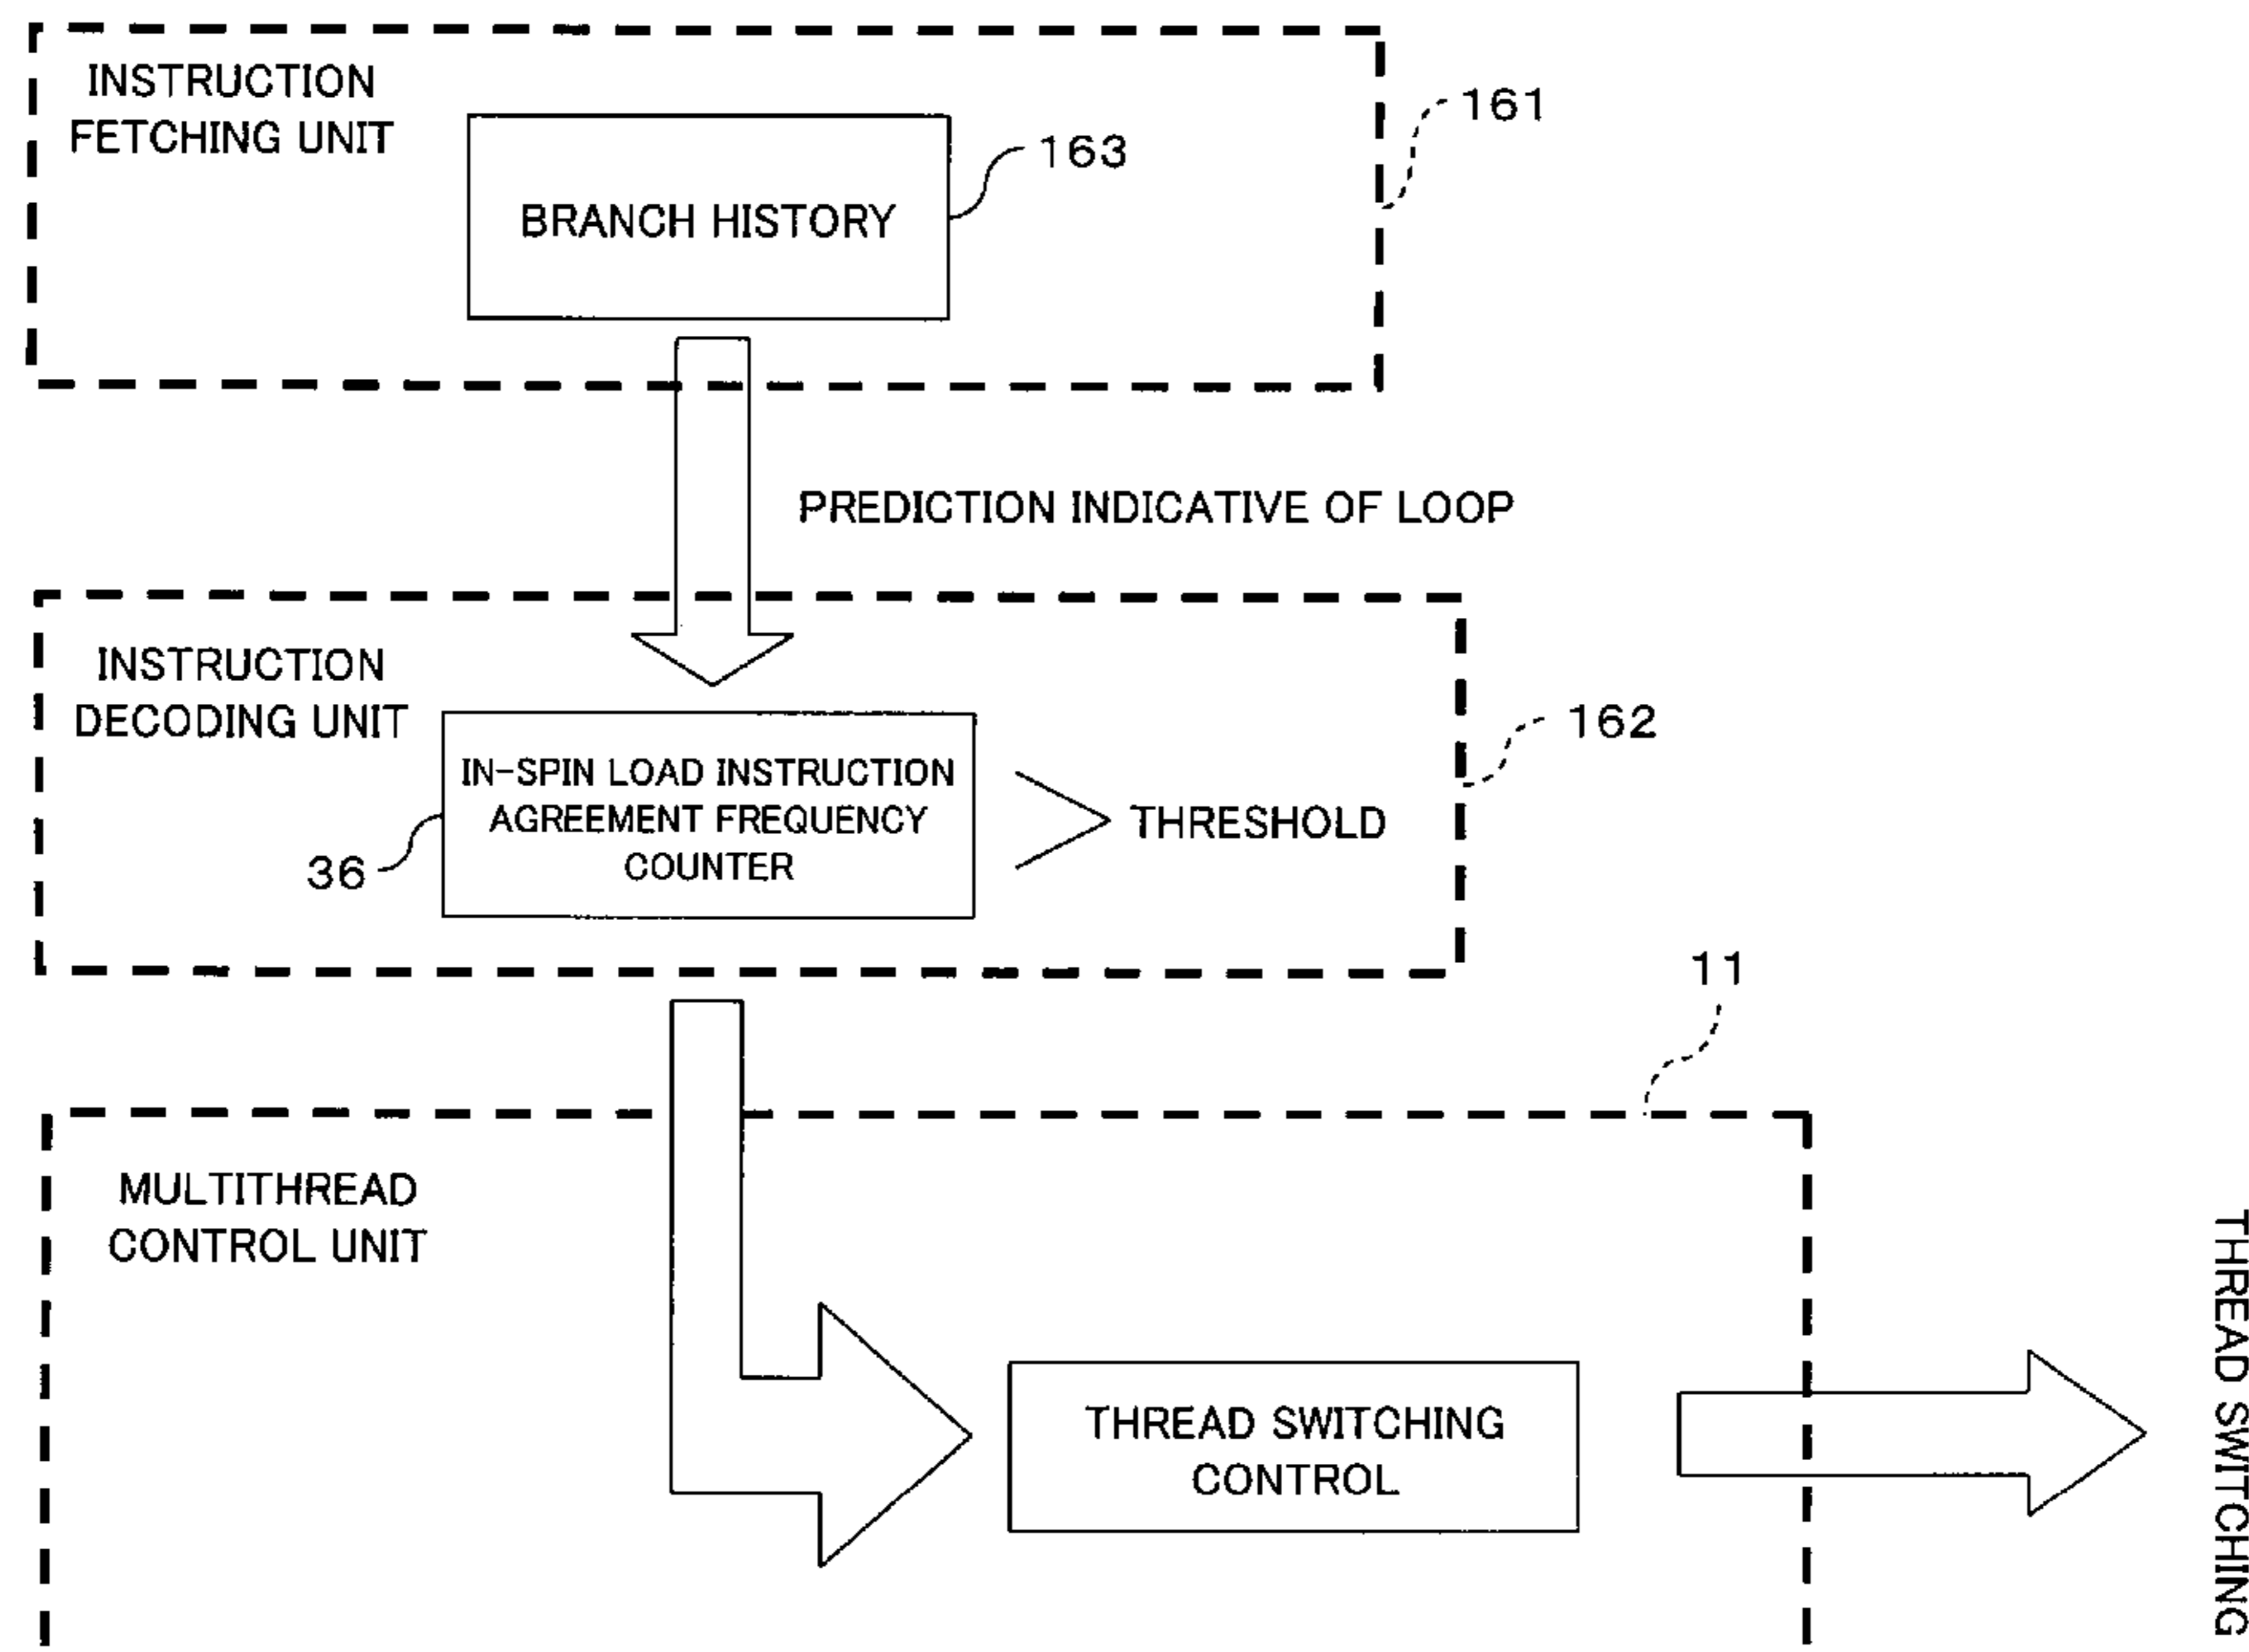 INSTRUCTION
FETCHING UNIT
161
163
BRANCH HISTORY
PREDICTION INDICATIVE OF LOOP
INSTRUCTION
DECODING UNIT
162
IN-SPIN LOAD INSTRUCTION
AGREEMENT FREQUENCY
COUNTER
> THRESHOLD
36
11
MULTITHREAD
CONTROL UNIT
THREAD SWITCHING
CONTROL
THREAD SWITCHING